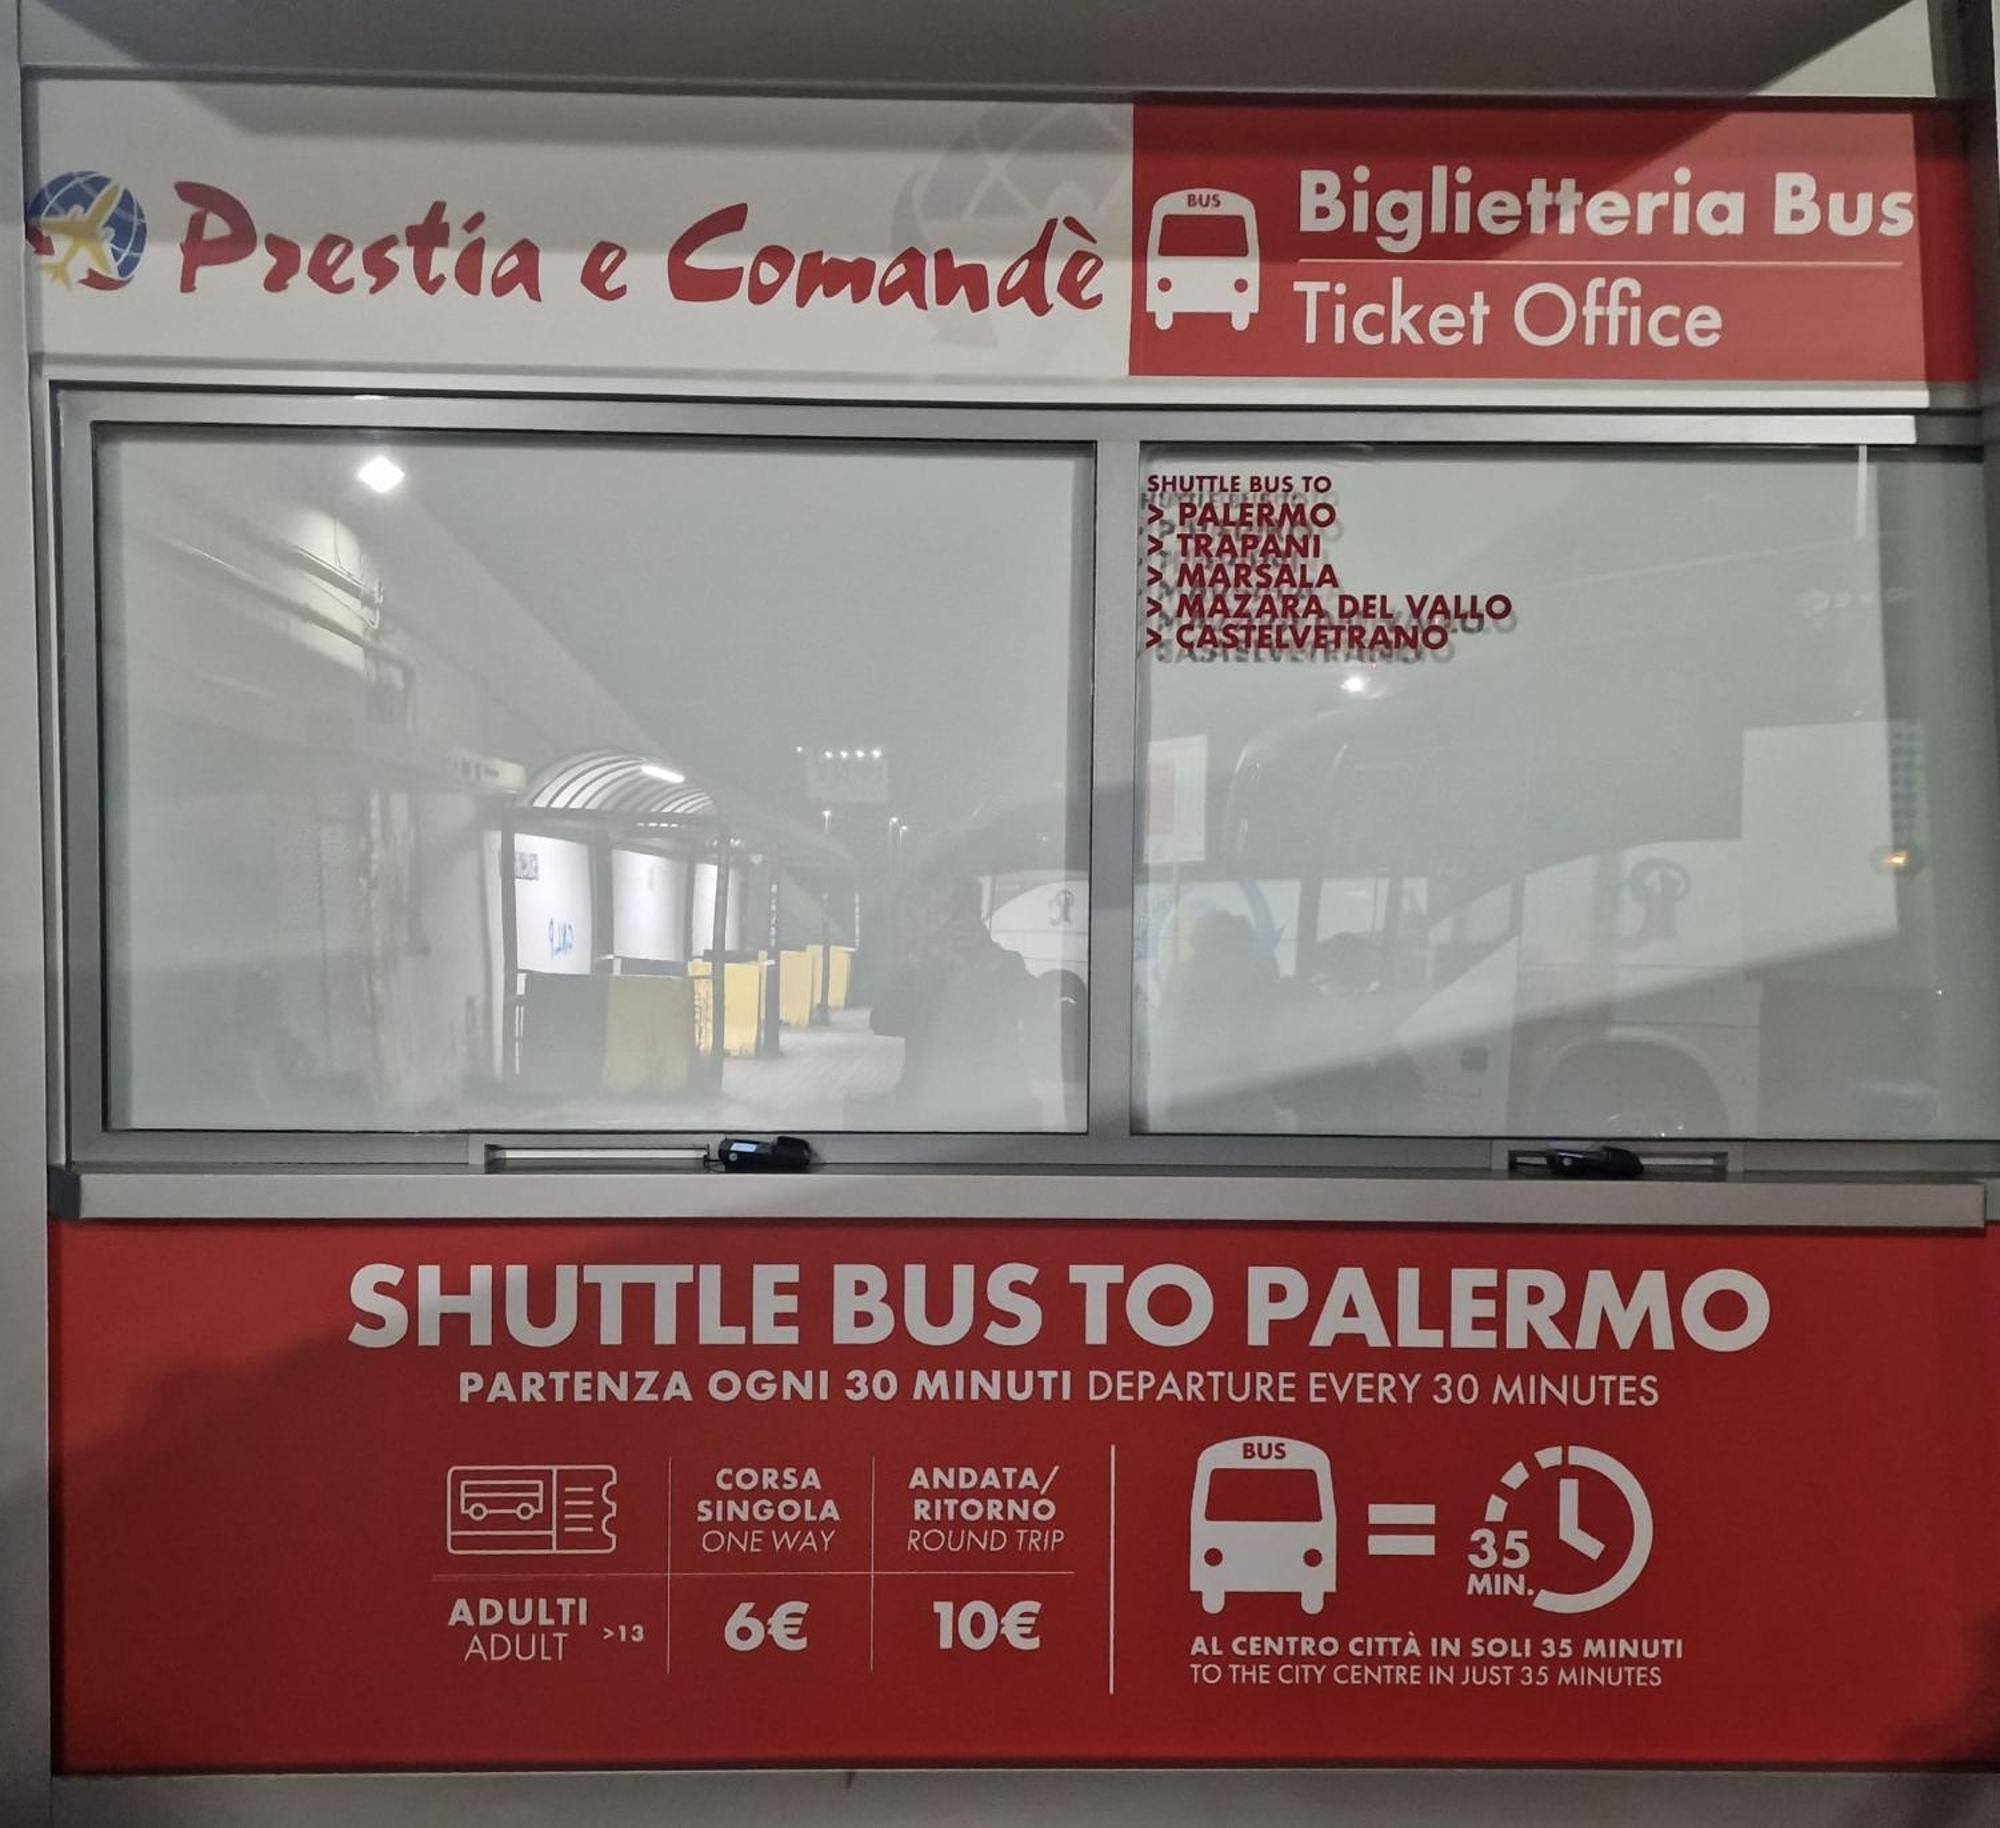 Prestia e Comandè
BUS
Biglietteria Bus
Ticket Office
SHUTTLE BUS TO
> PALERMO
> TRAPANI
> MARSALA
> MAZARA DEL VALLO
> CASTELVETRANO
SHUTTLE BUS TO PALERMO
PARTENZA OGNI 30 MINUTI DEPARTURE EVERY 30 MINUTES
CORSA
SINGOLA
ONE WAY
ANDATA/
RITORNO
ROUND TRIP
ADULTI
ADULT
>13
6€
10€
BUS
=
35
MIN.
AL CENTRO CITTÀ IN SOLI 35 MINUTI
TO THE CITY CENTRE IN JUST 35 MINUTES